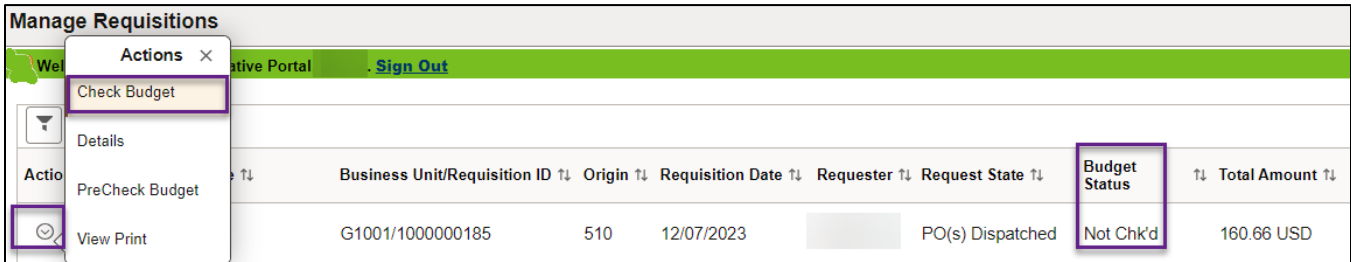 Manage Requisitions
Actions ×
Wel
ative Portal . Sign Out
Check Budget
Details
PreCheck Budget
View Print
Actio
e ↑↓ Business Unit/Requisition ID ↑↓ Origin ↑↓ Requisition Date ↑↓ Requester ↑↓ Request State ↑↓ Budget Status ↑↓ Total Amount ↑↓
G1001/1000000185 510 12/07/2023 PO(s) Dispatched Not Chk'd 160.66 USD